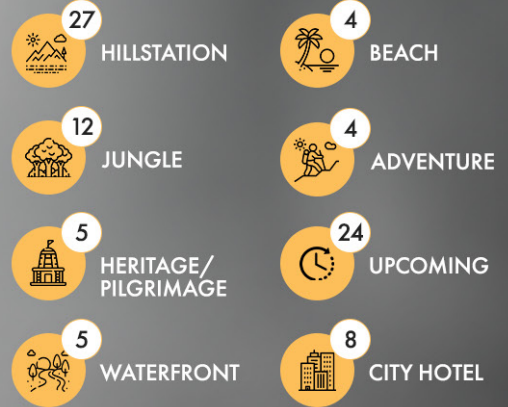 27
HILLSTATION
4
BEACH
12
JUNGLE
4
ADVENTURE
5
HERITAGE/
PILGRIMAGE
24
UPCOMING
5
WATERFRONT
8
CITY HOTEL